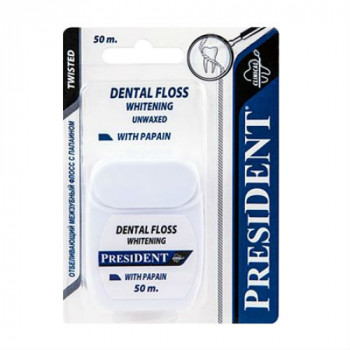 50 m.
TWISTED
ОТБЕЛИВАЮЩИЙ МЕЖЗУБНЫЙ ФЛОСС С ПАПАИНОМ
DENTAL FLOSS
WHITENING
UNWAXED
WITH PAPAIN
CLINICAL
PRESIDENT®
DENTAL FLOSS
WHITENING
PRESIDENT
WITH PAPAIN
50 m.